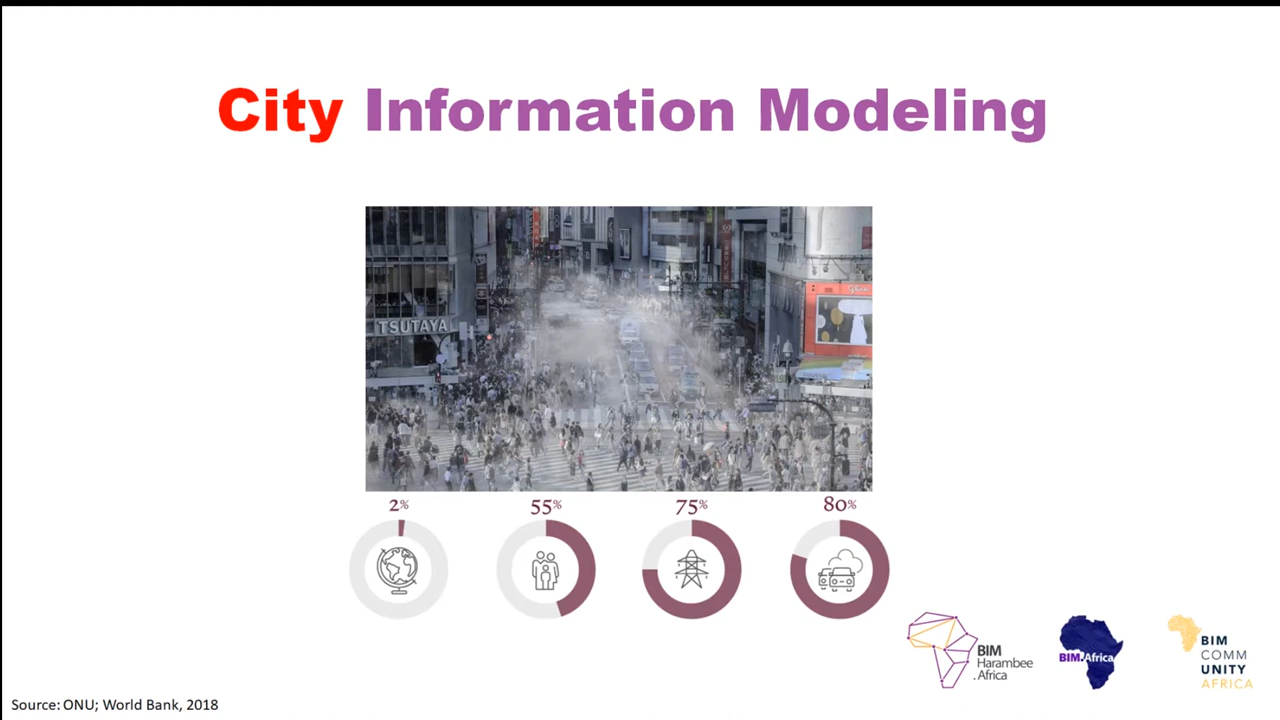 City Information Modeling
TSUTAYA
Glico
2%
55%
75%
80%
BIM
Harambee
.Africa
BIM.Africa
BIM
COMM
UNITY
AFRICA
Source: ONU; World Bank, 2018